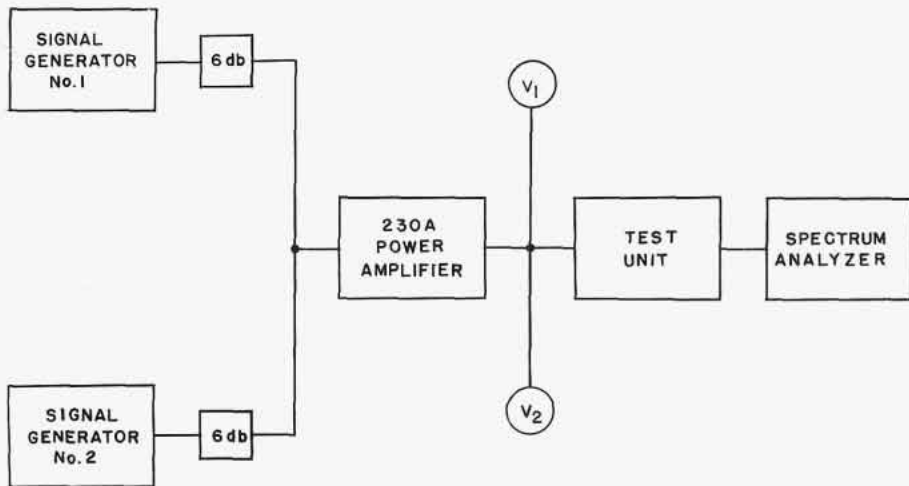 SIGNAL
GENERATOR
No.1
6 db
V1
230A
POWER
AMPLIFIER
TEST
UNIT
SPECTRUM
ANALYZER
SIGNAL
GENERATOR
No.2
6 db
V2